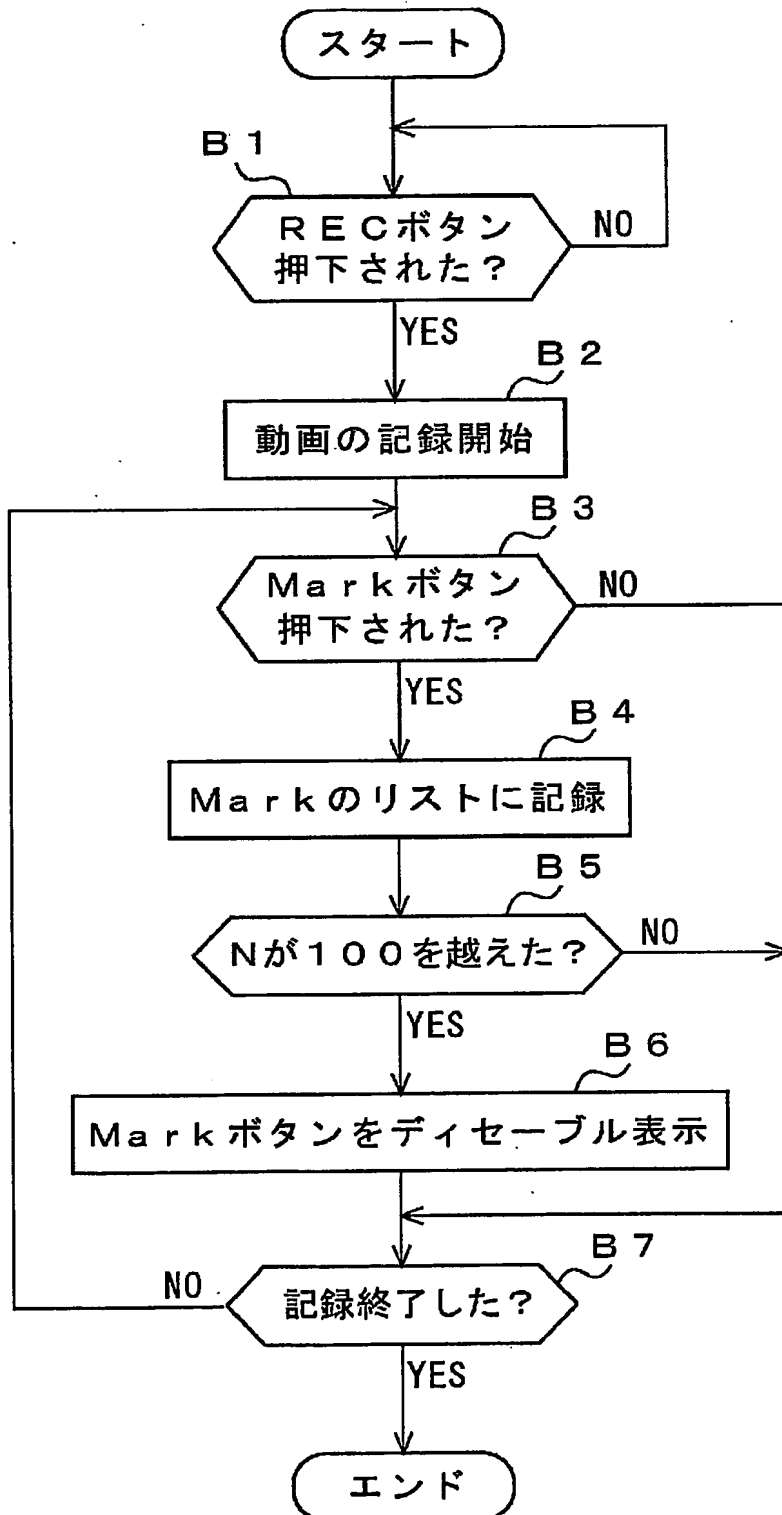 スタート
B1
RECボタン
押下された？
NO
YES
B2
動画の記録開始
B3
Markボタン
押下された？
NO
YES
B4
Markのリストに記録
B5
Nが100を越えた？
NO
YES
B6
Markボタンをディセーブル表示
B7
記録終了した？
NO
YES
エンド